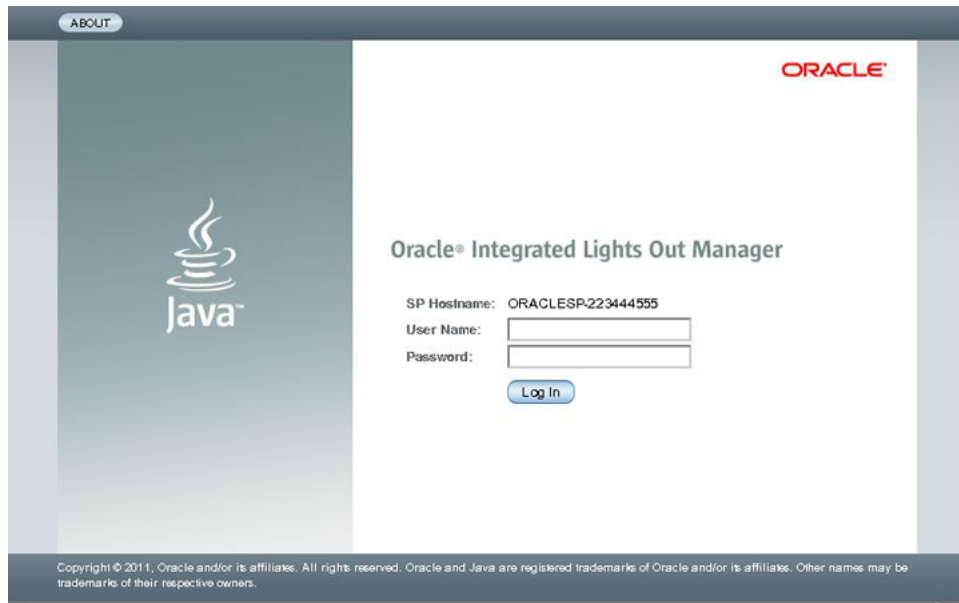 ABOUT
ORACLE®
Java™
Oracle® Integrated Lights Out Manager
SP Hostname: ORACLESP-223444555
User Name:
Password:
Log In
Copyright © 2011, Oracle and/or its affiliates. All rights reserved. Oracle and Java are registered trademarks of Oracle and/or its affiliates. Other names may be
trademarks of their respective owners.